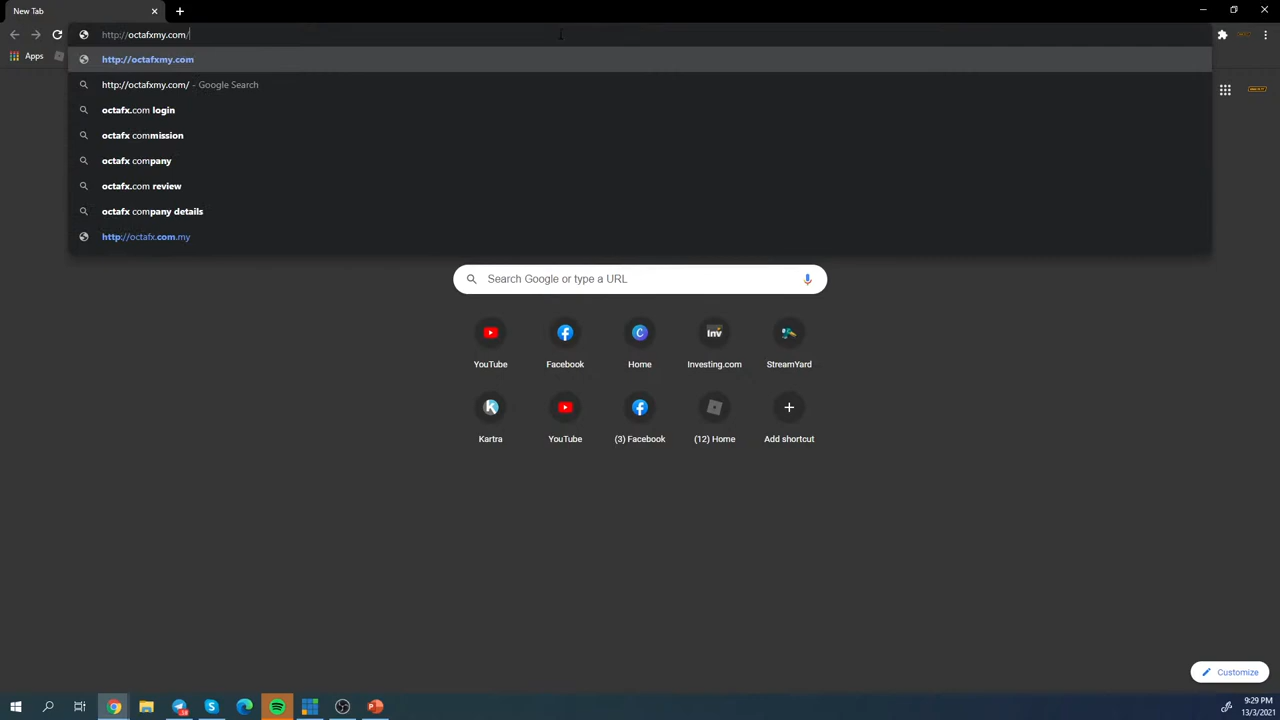 New Tab
http://octafxmy.com/
Apps
http://octafxmy.com
http://octafxmy.com/ - Google Search
octafx.com login
octafx commission
octafx company
octafx.com review
octafx company details
http://octafx.com.my
Search Google or type a URL
Inv
YouTube
Facebook
Home
Investing.com
StreamYard
Kartra
YouTube
(3) Facebook
(12) Home
Add shortcut
Customize
9:29 PM
13/3/2021